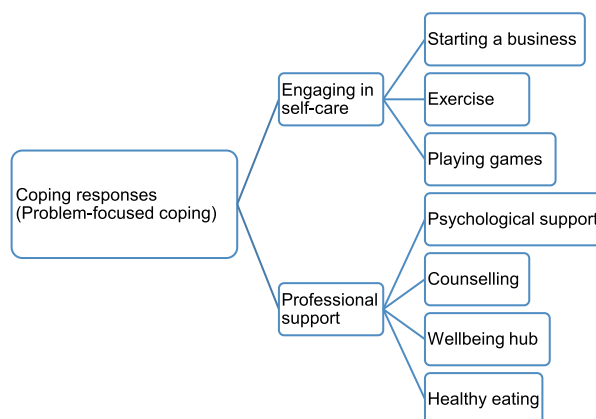 Coping responses
(Problem-focused coping)
Engaging in
self-care
Starting a business
Exercise
Playing games
Professional
support
Psychological support
Counselling
Wellbeing hub
Healthy eating